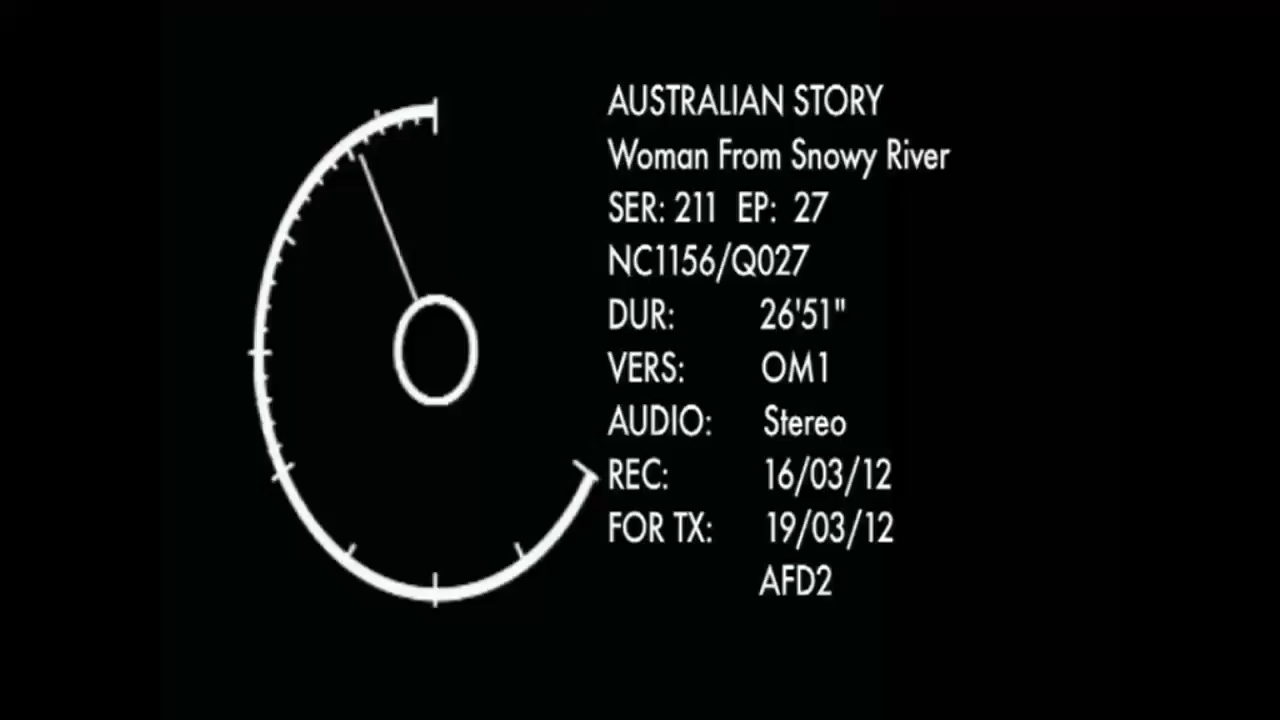 AUSTRALIAN STORY
Woman From Snowy River
SER: 211 EP: 27
NC1156/Q027
DUR: 26'51"
VERS: OM1
AUDIO: Stereo
REC: 16/03/12
FOR TX: 19/03/12
AFD2